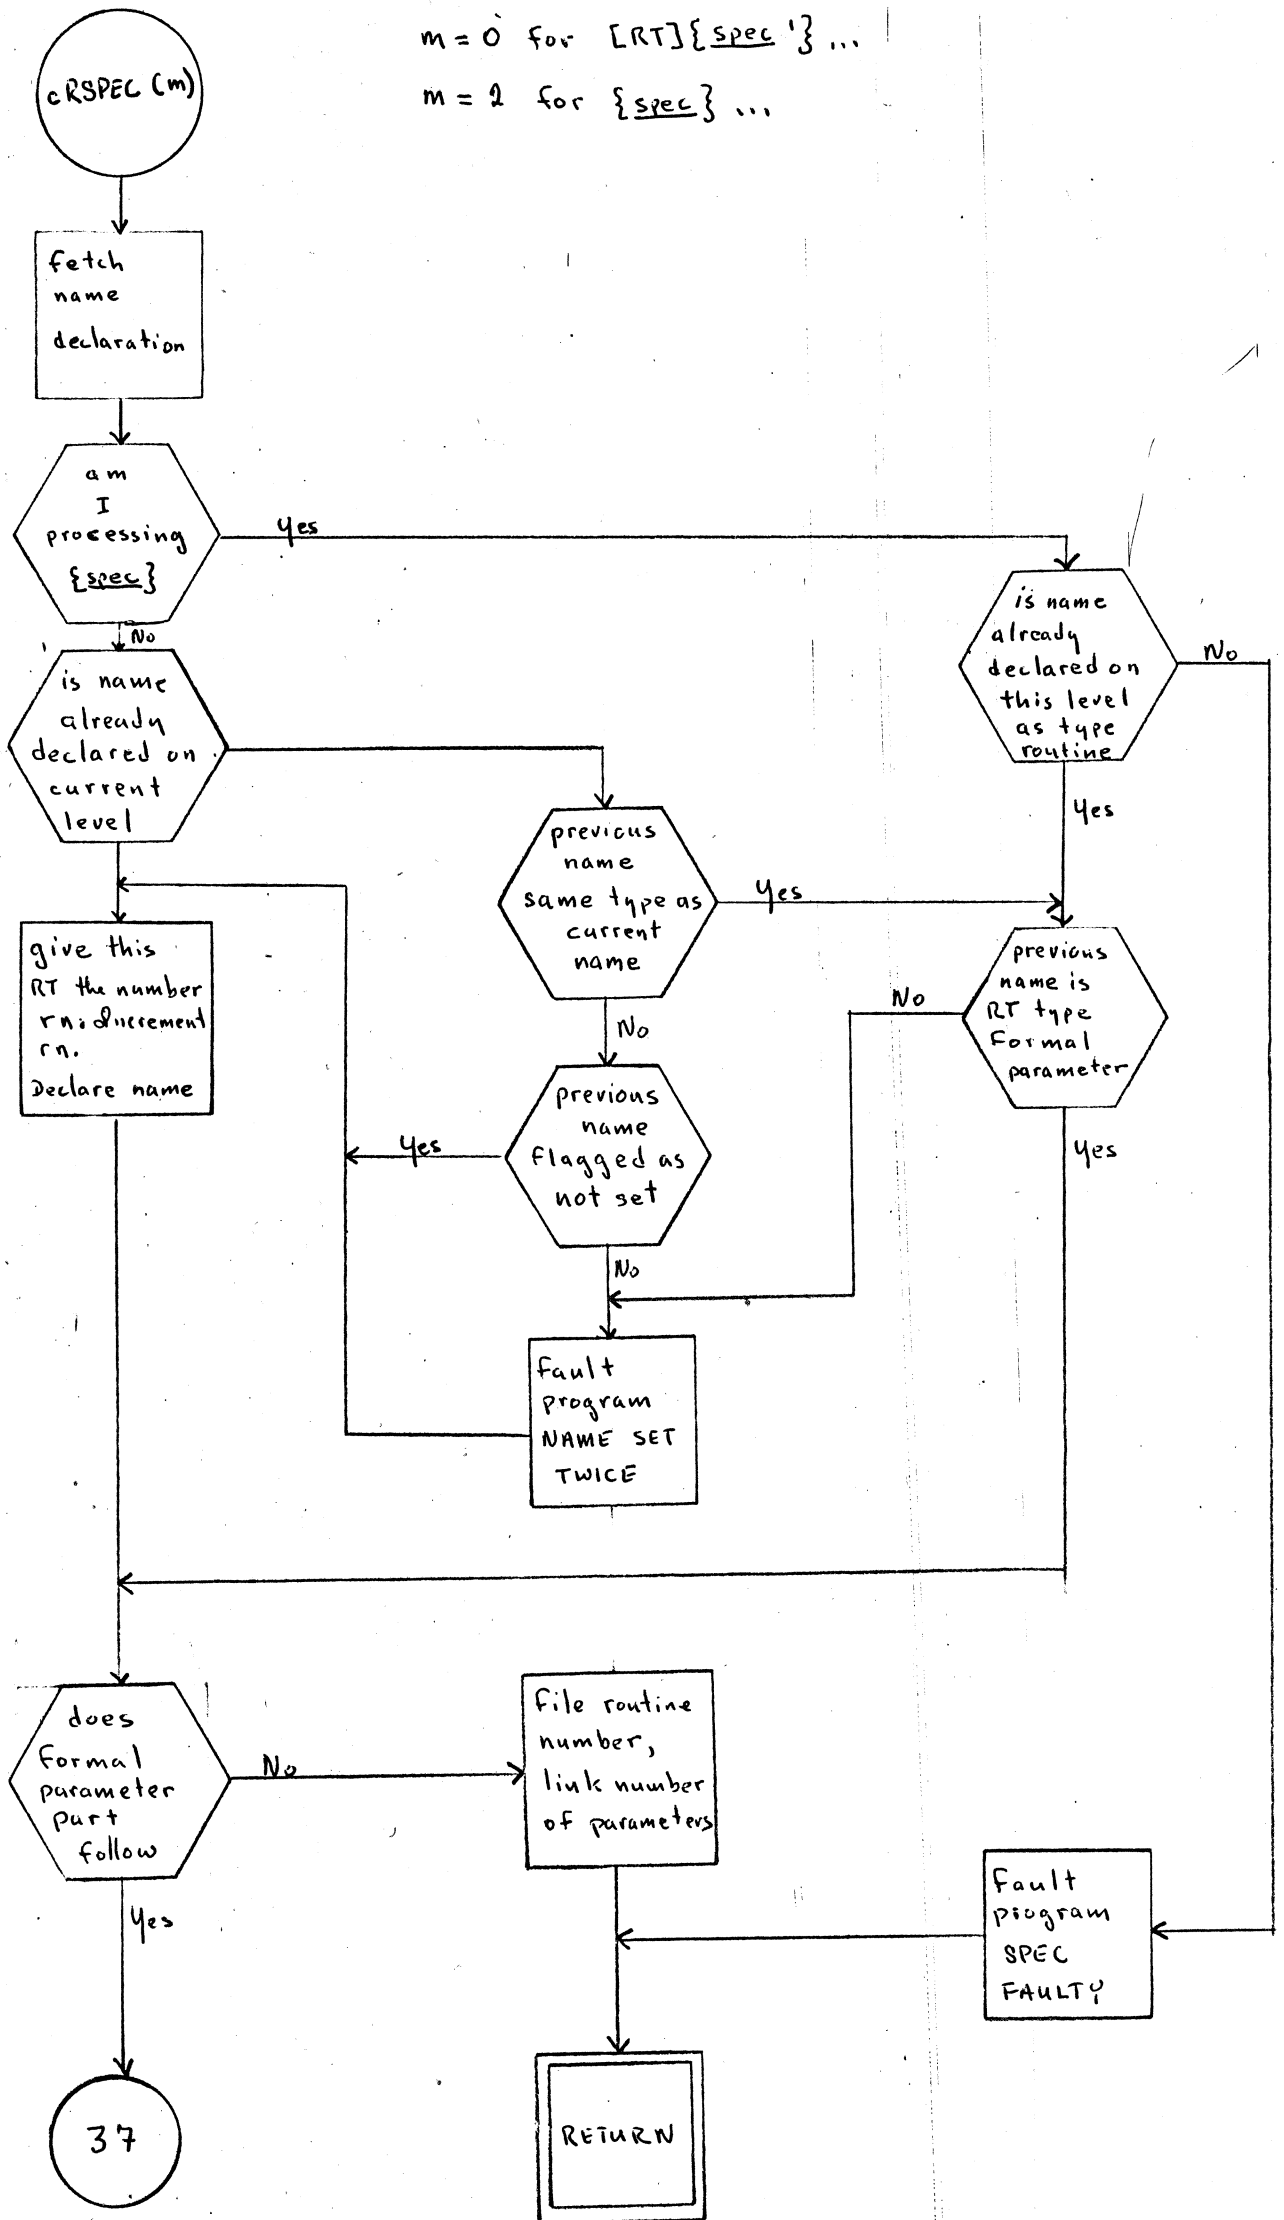 m = 0 for [RT]{spec'} ...
m = 2 for {spec} ...
cRSPEC (m)
fetch
name
declaration
am
I
processing
{spec}
Yes
No
is name
already
declared on
this level
as type
routine
No
Yes
is name
already
declared on
current
level
previous
name
same type as
current
name
Yes
No
previous
name is
RT type
Formal
parameter
No
Yes
give this
RT the number
rn: increment
rn.
Declare name
previous
name
flagged as
not set
Yes
No
fault
program
NAME SET
TWICE
does
formal
parameter
part
follow
No
Yes
File routine
number,
link number
of parameters
Fault
program
SPEC
FAULTY
37
RETURN